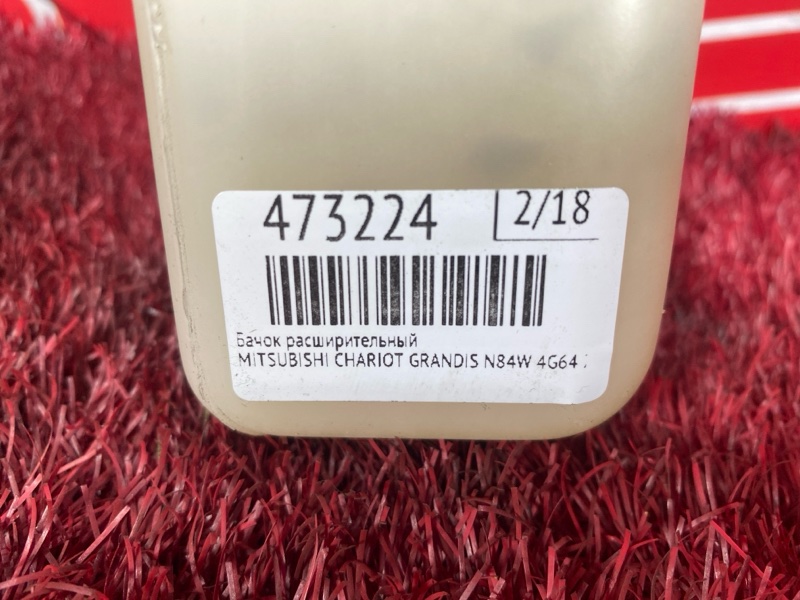 473224 2/18
Бачок расширительный
MITSUBISHI CHARIOT GRANDIS N84W 4G64